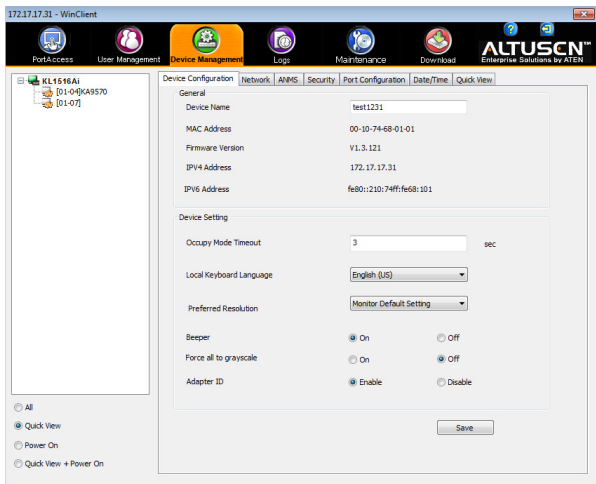 172.17.17.31 - WinClient
PortAccess User Management Device Management Logs Maintenance Download
ALTUSEN™
Enterprise Solutions by ATEN
KL1516Ai
[01-04]KA9570
[01-07]
Device Configuration Network ANMS Security Port Configuration Date/Time Quick View
General
Device Name test1231
MAC Address 00-10-74-68-01-01
Firmware Version V1.3.121
IPV4 Address 172.17.17.31
IPV6 Address fe80::210:74ff:fe68:101
Device Setting
Occupy Mode Timeout 3 sec
Local Keyboard Language English (US)
Preferred Resolution Monitor Default Setting
Beeper On Off
Force all to grayscale On Off
Adapter ID Enable Disable
Save
All
Quick View
Power On
Quick View + Power On